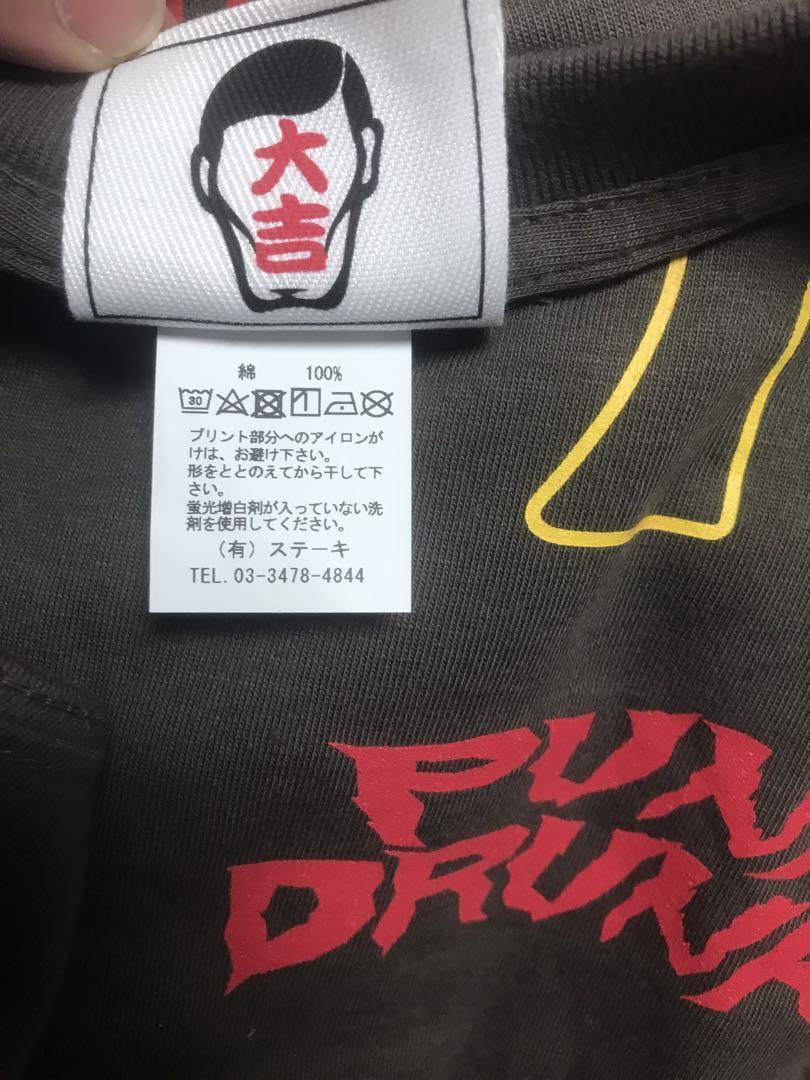 大
吉
綿 100%
30
プリント部分へのアイロンが
けは、お避け下さい。
形をととのえてから干して下
さい。
蛍光増白剤が入っていない洗
剤を使用してください。
(有) ステーキ
TEL. 03-3478-4844